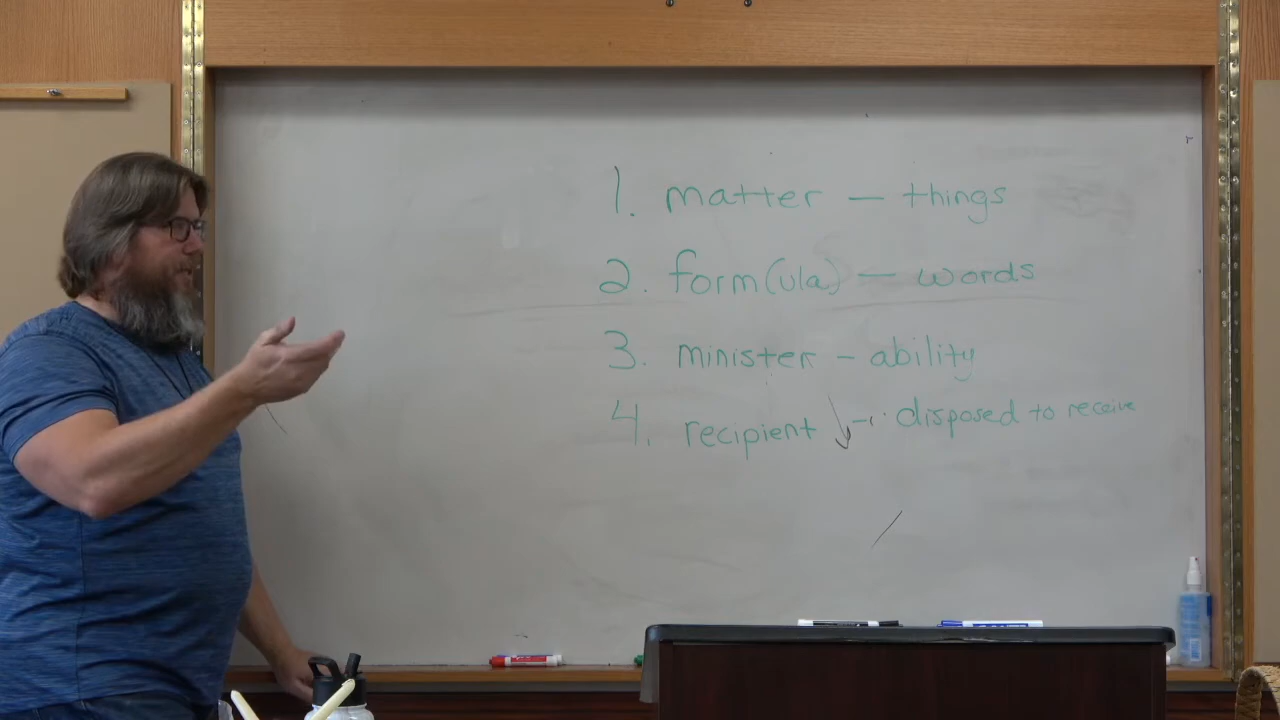 1. matter — things
2. form(ula) — words
3. minister – ability
4. recipient – disposed to receive